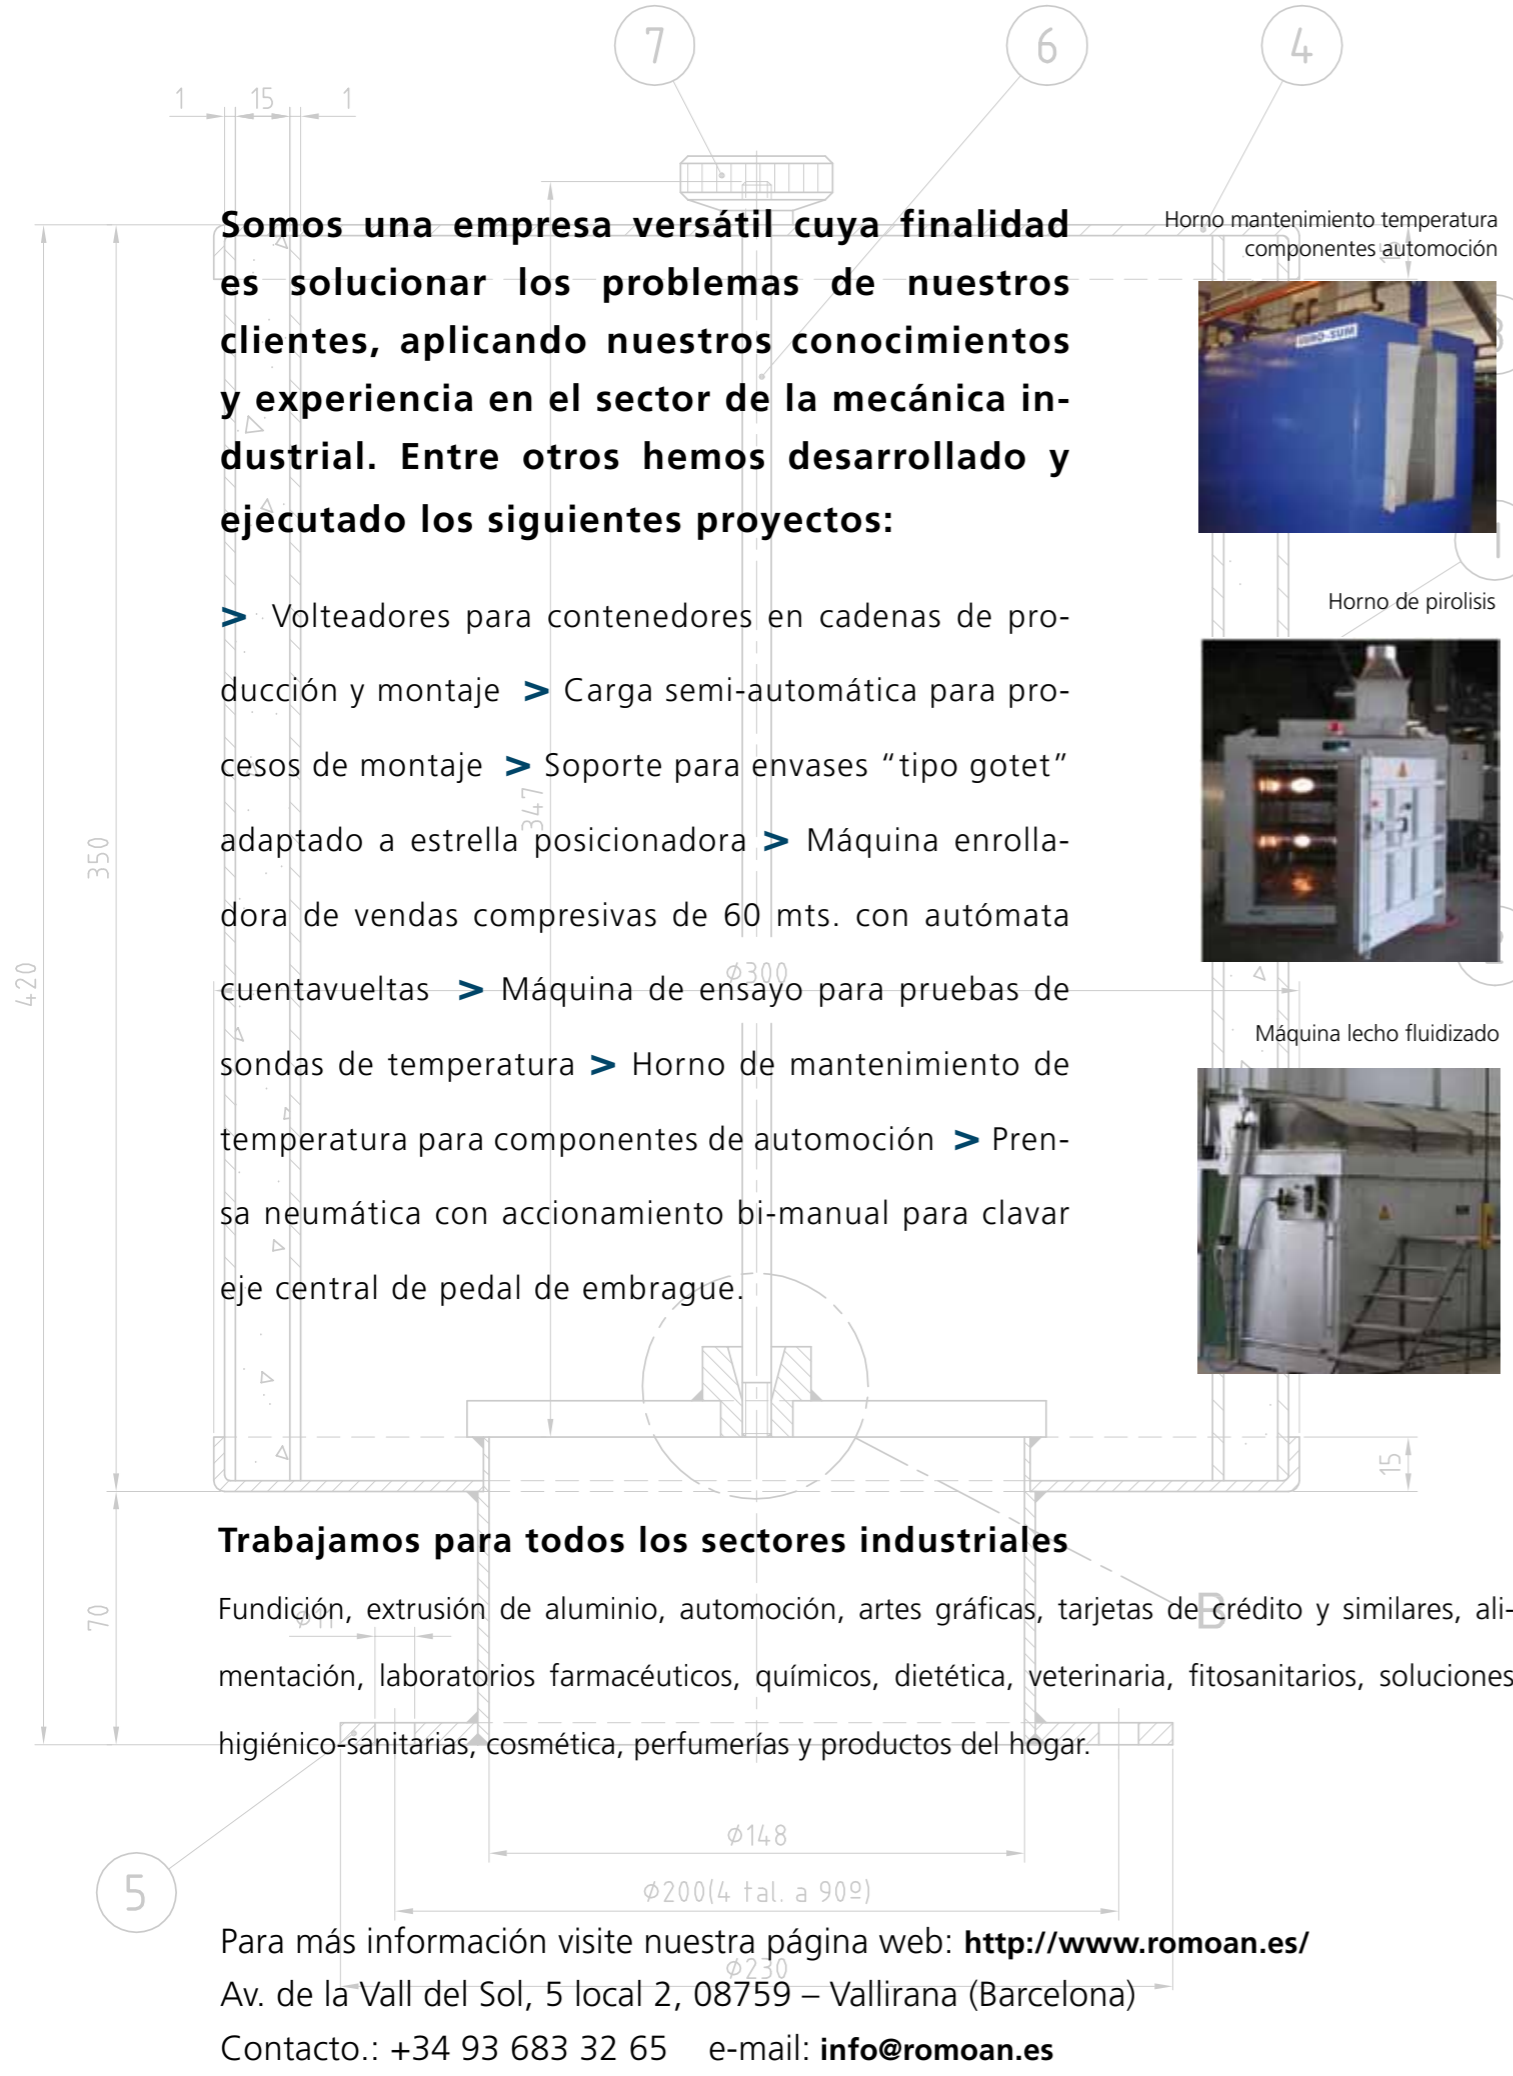 7
6
4
1
15
1
Somos una empresa versátil cuya finalidad
es solucionar los problemas de nuestros
clientes, aplicando nuestros conocimientos
y experiencia en el sector de la mecánica in-
dustrial. Entre otros hemos desarrollado y
ejecutado los siguientes proyectos:
Horno mantenimiento temperatura
componentes automoción
15
1
Horno de pirolisis
> Volteadores para contenedores en cadenas de pro-
ducción y montaje > Carga semi-automática para pro-
cesos de montaje > Soporte para envases “tipo gotet”
adaptado a estrella posicionadora > Máquina enrolla-
dora de vendas compresivas de 60 mts. con autómata
cuentavueltas > Máquina de ensayo para pruebas de
sondas de temperatura > Horno de mantenimiento de
temperatura para componentes de automoción > Pren-
sa neumática con accionamiento bi-manual para clavar
eje central de pedal de embrague.
347
350
420
ø300
Máquina lecho fluidizado
15
Trabajamos para todos los sectores industriales
Fundición, extrusión de aluminio, automoción, artes gráficas, tarjetas de crédito y similares, ali-
mentación, laboratorios farmacéuticos, químicos, dietética, veterinaria, fitosanitarios, soluciones
higiénico-sanitarias, cosmética, perfumerías y productos del hogar.
70
ø11
B
ø148
5
ø200(4 tal. a 90º)
Para más información visite nuestra página web: http://www.romoan.es/
ø230
Av. de la Vall del Sol, 5 local 2, 08759 – Vallirana (Barcelona)
Contacto.: +34 93 683 32 65 e-mail: info@romoan.es